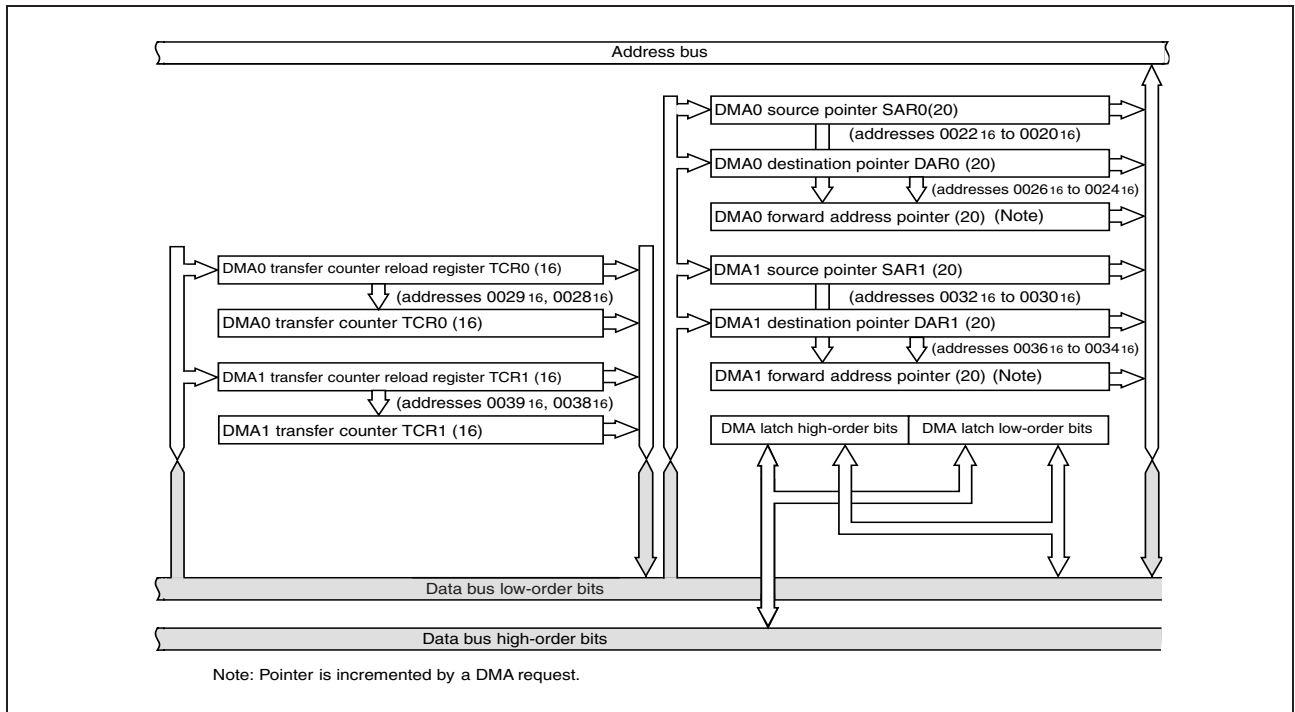 Address bus
DMA0 source pointer SAR0(20)
(addresses 0022 16 to 0020 16)
DMA0 destination pointer DAR0 (20)
(addresses 0026 16 to 0024 16)
DMA0 forward address pointer (20) (Note)
DMA0 transfer counter reload register TCR0 (16)
(addresses 0029 16, 0028 16)
DMA0 transfer counter TCR0 (16)
DMA1 transfer counter reload register TCR1 (16)
(addresses 0039 16, 0038 16)
DMA1 transfer counter TCR1 (16)
DMA1 source pointer SAR1 (20)
(addresses 0032 16 to 0030 16)
DMA1 destination pointer DAR1 (20)
(addresses 0036 16 to 0034 16)
DMA1 forward address pointer (20) (Note)
DMA latch high-order bits DMA latch low-order bits
Data bus low-order bits
Data bus high-order bits
Note: Pointer is incremented by a DMA request.